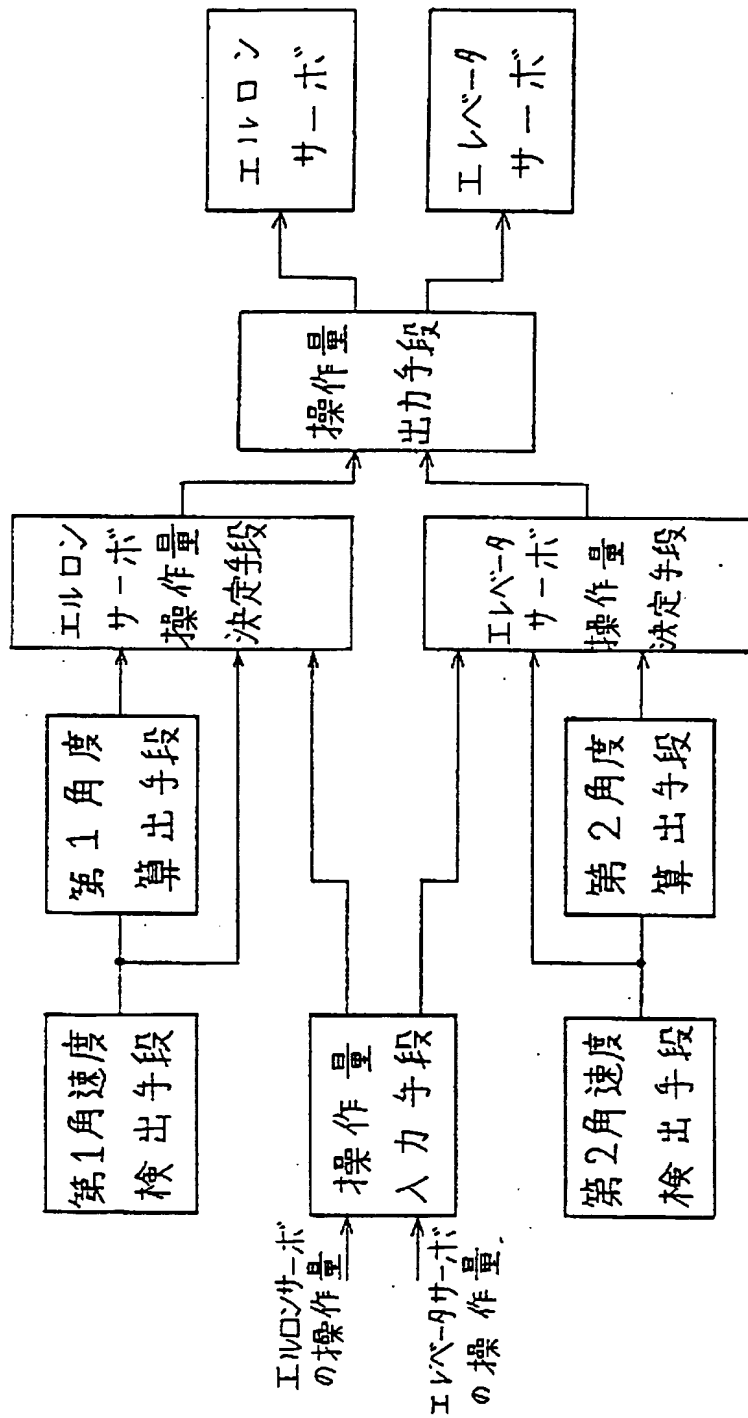 エルロンサーボ
の操作量
エレベータサーボ
の操作量
第1角速度
検出手段
操作量
入力手段
第2角速度
検出手段
第1角度
算出手段
第2角度
算出手段
エルロン
サーボ
操作量
決定手段
エレベータ
サーボ
操作量
決定手段
操作量
出力手段
エルロン
サーボ
エレベータ
サーボ